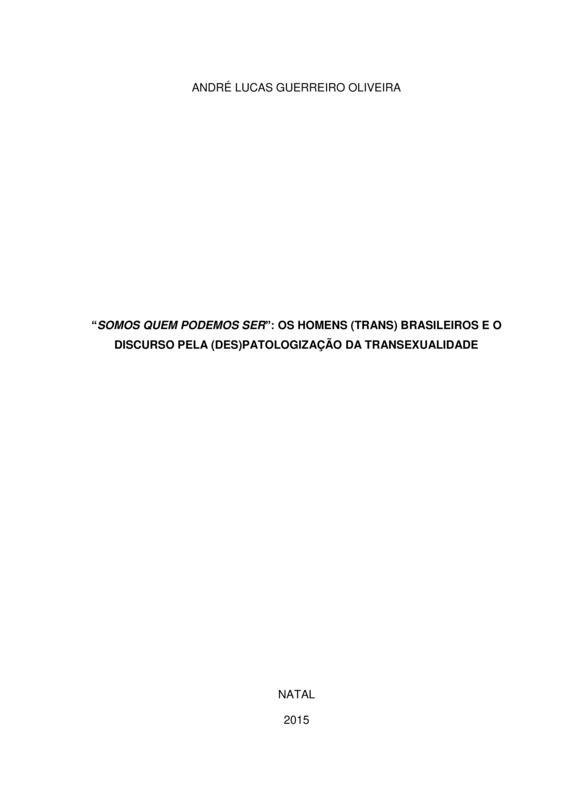 ANDRÉ LUCAS GUERREIRO OLIVEIRA
“SOMOS QUEM PODEMOS SER”: OS HOMENS (TRANS) BRASILEIROS E O
DISCURSO PELA (DES)PATOLOGIZAÇÃO DA TRANSEXUALIDADE
NATAL
2015